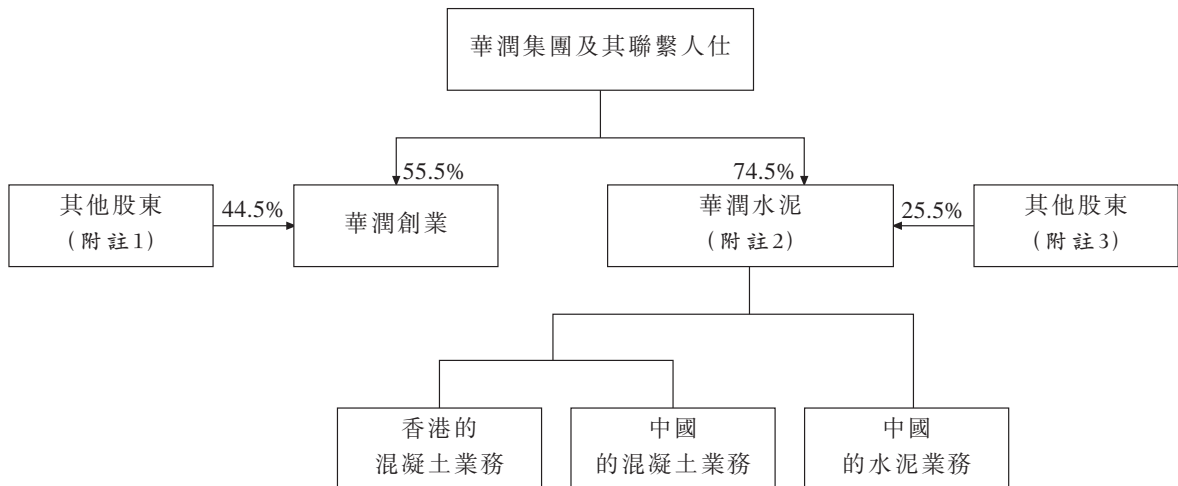 華潤集團及其聯繫人仕
55.5%
74.5%
其他股東
(附註1)
44.5%
華潤創業
華潤水泥
(附註2)
25.5%
其他股東
(附註3)
香港的
混凝土業務
中國
的混凝土業務
中國
的水泥業務